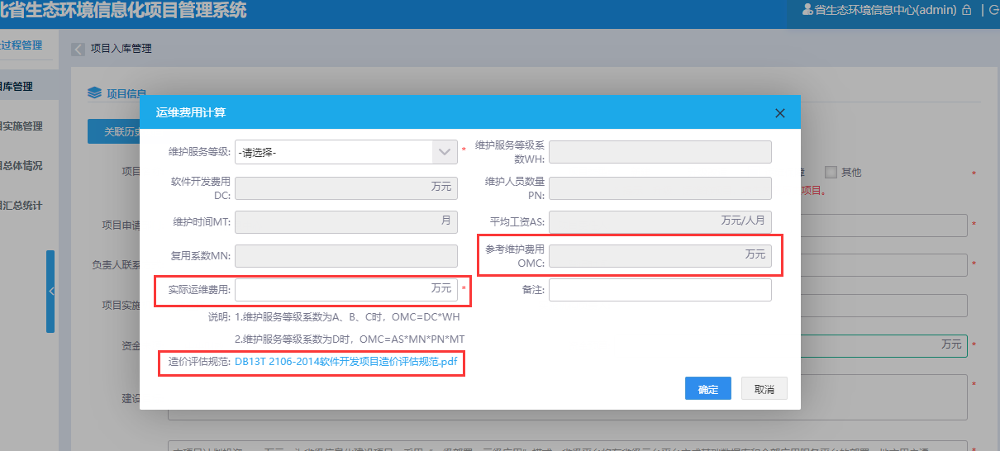 北省生态环境信息化项目管理系统
省生态环境信息中心(admin)
过程管理
项目入库管理
库管理
项目信息
实施管理
关联历史
总体情况
汇总统计
运维费用计算
维护服务等级: -请选择- *
维护服务等级系
数WH:
软件开发费用
DC: 万元
维护人员数量
PN:
维护时间MT: 月
平均工资AS: 万元/人月
复用系数MN:
参考维护费用
OMC: 万元
实际运维费用: 万元 *
备注:
说明: 1.维护服务等级系数为A、B、C时，OMC=DC*WH
2.维护服务等级系数为D时，OMC=AS*MN*PN*MT
造价评估规范: DB13T 2106-2014软件开发项目造价评估规范.pdf
确定 取消
项目
其他 *
项目。
项目申请 *
负责人联系 *
项目实施
资金 万元 *
建设 *